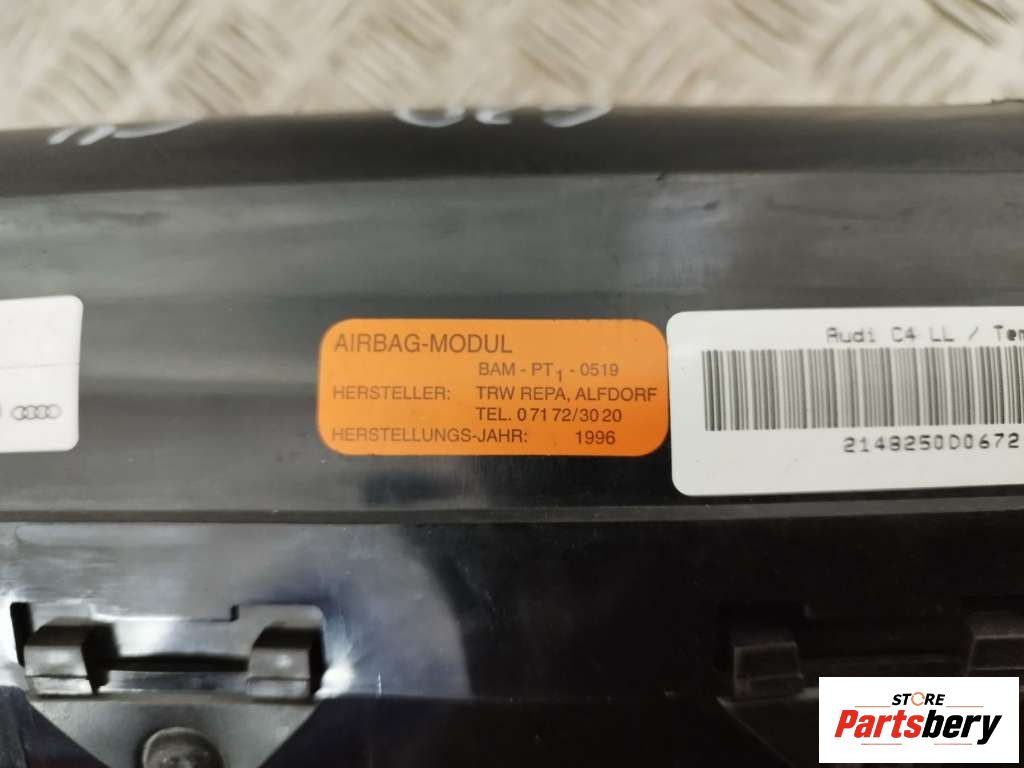 AIRBAG-MODUL
BAM - PT1 - 0519
HERSTELLER: TRW REPA, ALFDORF
TEL. 0 71 72/30 20
HERSTELLUNGS-JAHR: 1996
Audi C4 LL /
2148250D0672
STORE
Partsbery